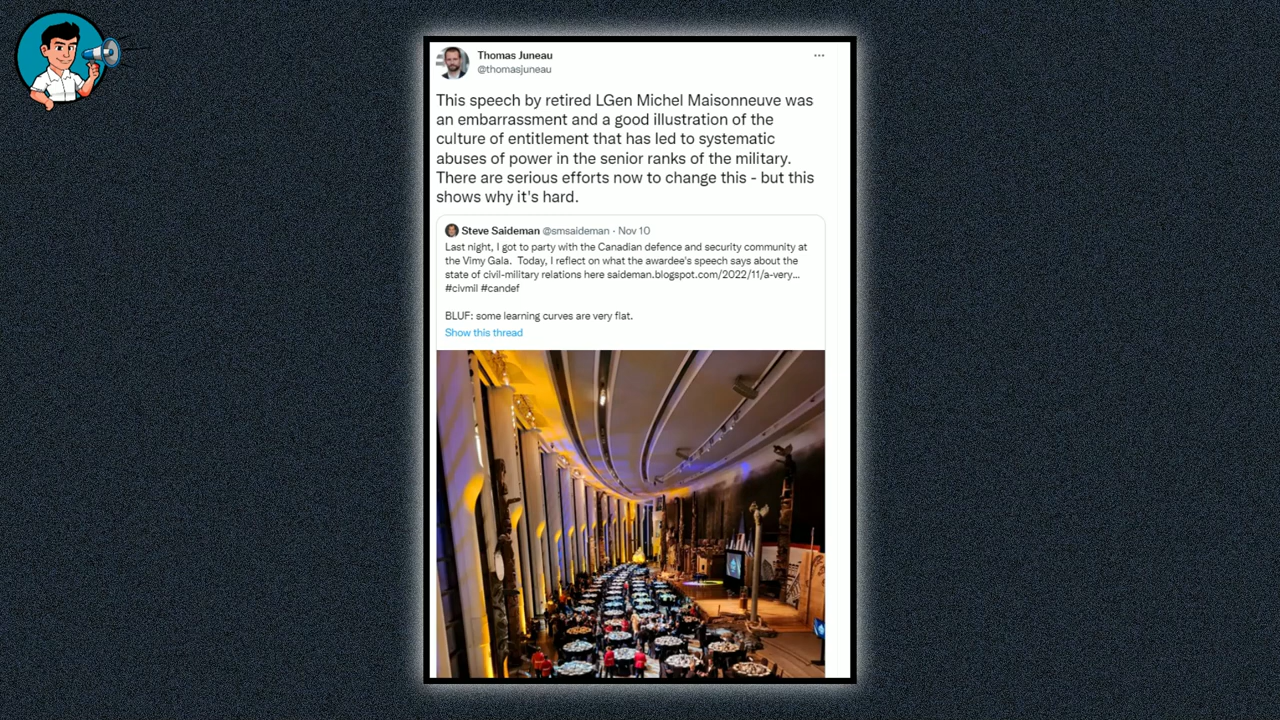 Thomas Juneau
@thomasjuneau
This speech by retired LGen Michel Maisonneuve was
an embarrassment and a good illustration of the
culture of entitlement that has led to systematic
abuses of power in the senior ranks of the military.
There are serious efforts now to change this - but this
shows why it's hard.
Steve Saideman @smsaideman · Nov 10
Last night, I got to party with the Canadian defence and security community at
the Vimy Gala. Today, I reflect on what the awardee's speech says about the
state of civil-military relations here saideman.blogspot.com/2022/11/a-very...
#civmil #candef
BLUF: some learning curves are very flat.
Show this thread